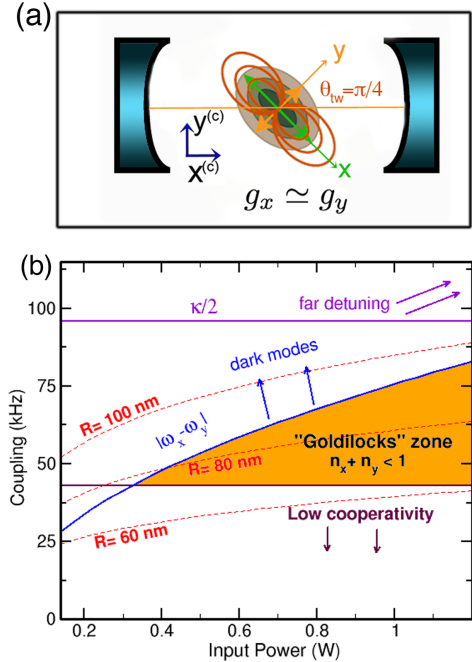 (a)
y
θtw=π/4
y(c)
x(c)
x
gx ≃ gy
(b)
κ/2
far detuning
dark modes
R= 100 nm
|ωx-ωy|
"Goldilocks" zone
nx+ ny < 1
R= 80 nm
Low cooperativity
R= 60 nm
Coupling (kHz)
100
75
50
25
0
0.2
0.4
0.6
0.8
1
Input Power (W)